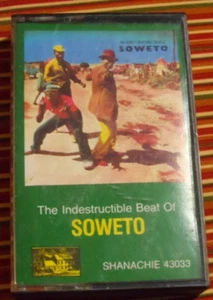 SOWETO
The Indestructible Beat Of
SOWETO
SHANACHIE 43033